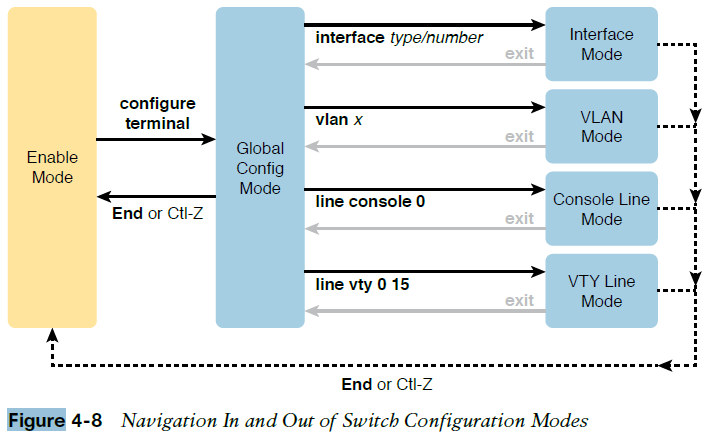 Enable
Mode
configure
terminal
End or Ctl-Z
Global
Config
Mode
interface type/number
exit
Interface
Mode
vlan x
exit
VLAN
Mode
line console 0
exit
Console Line
Mode
line vty 0 15
exit
VTY Line
Mode
End or Ctl-Z
Figure 4-8 Navigation In and Out of Switch Configuration Modes